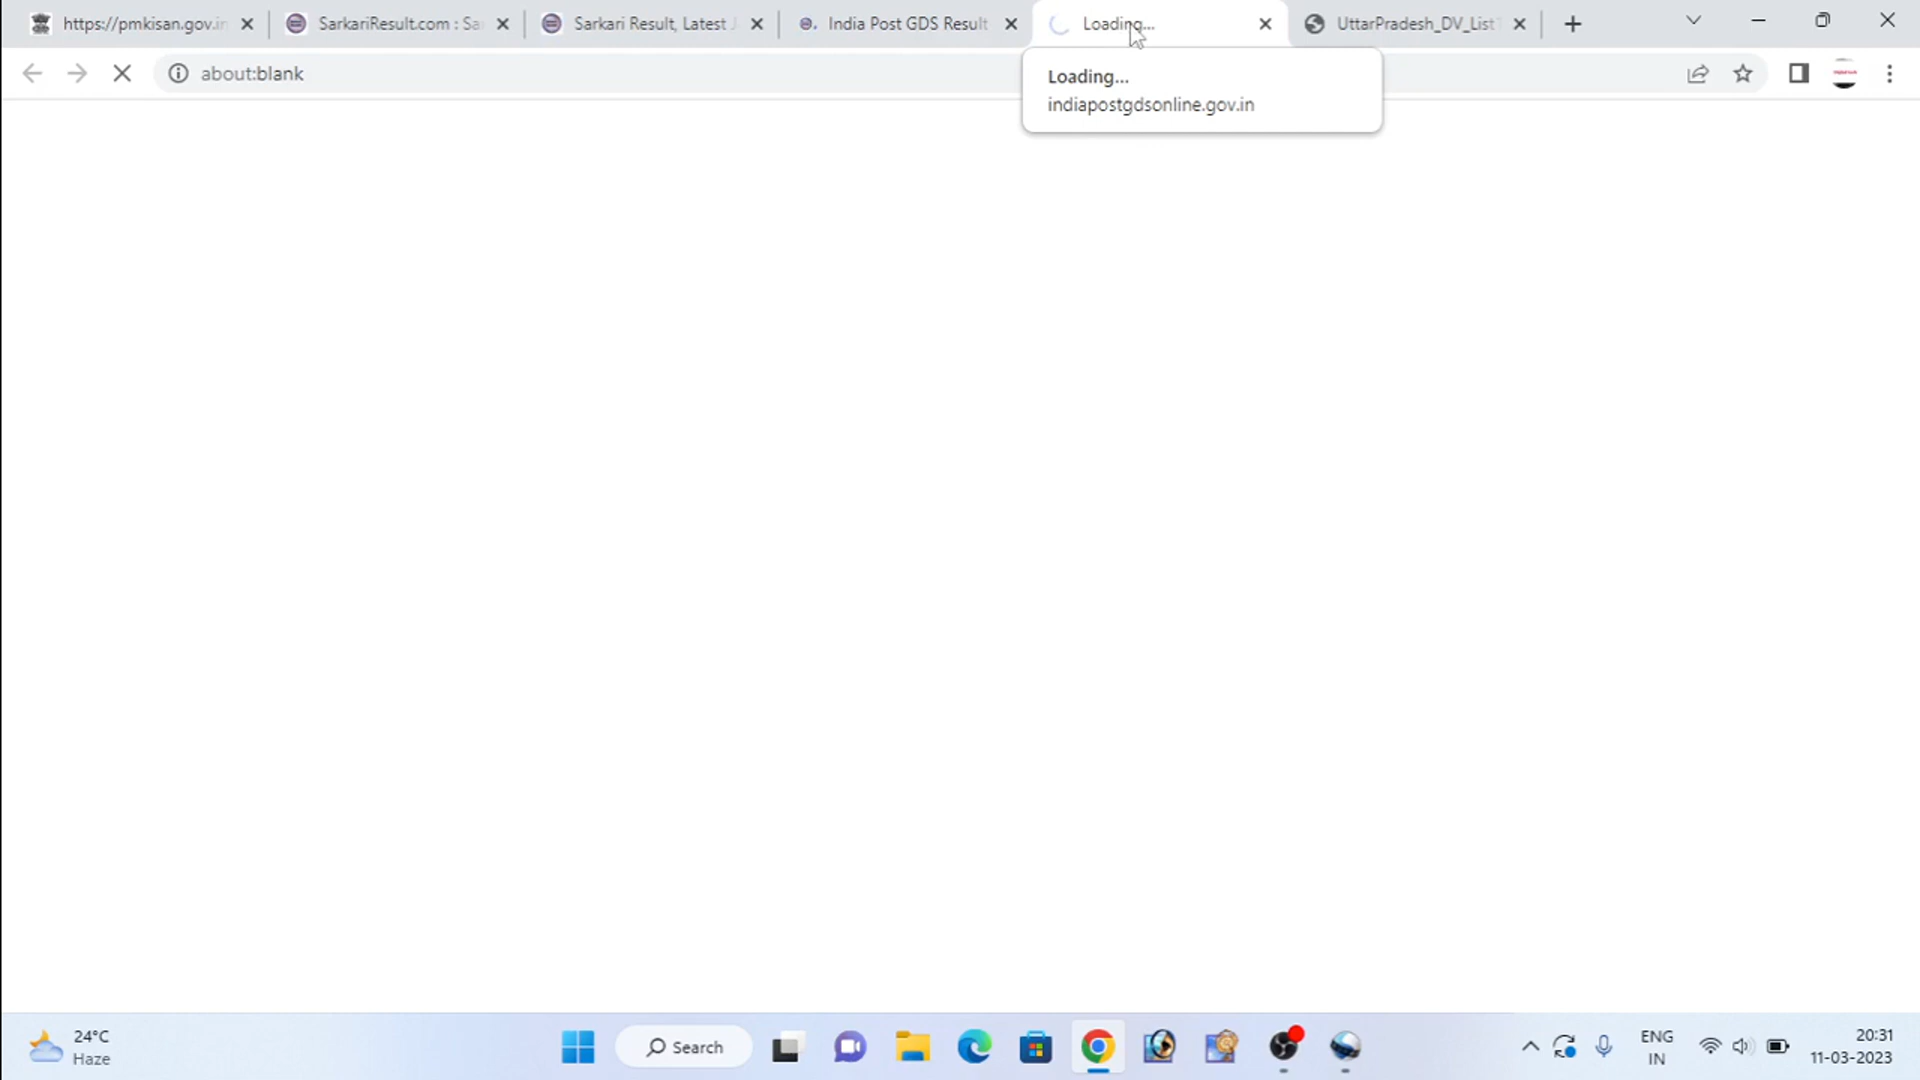 https://pmkisan.gov.in
SarkariResult.com : Sa
Sarkari Result, Latest J
India Post GDS Result
Loading...
UttarPradesh_DV_List1
about:blank
Loading...
indiapostgdsonline.gov.in
24°C
Haze
Search
ENG
IN
20:31
11-03-2023